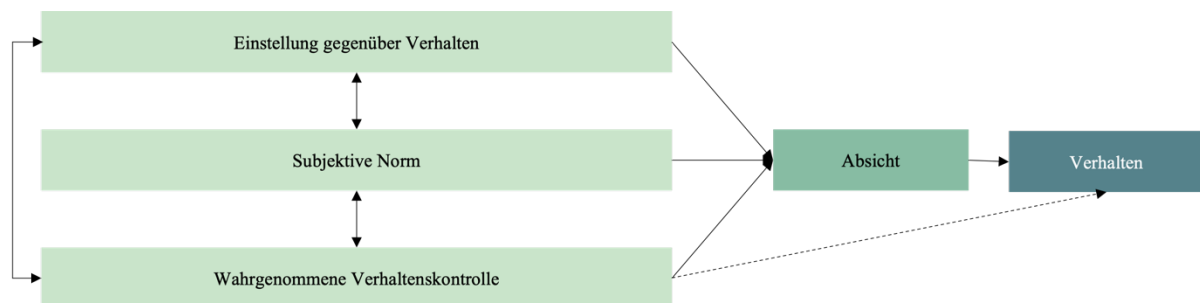 Einstellung gegenüber Verhalten
Subjektive Norm
Absicht
Verhalten
Wahrgenommene Verhaltenskontrolle